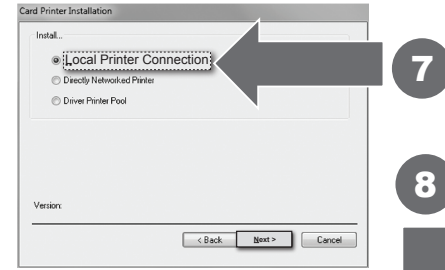 Card Printer Installation
Install...
Local Printer Connection
Directly Networked Printer
Driver Printer Pool
7
8
Version:
< Back Next > Cancel